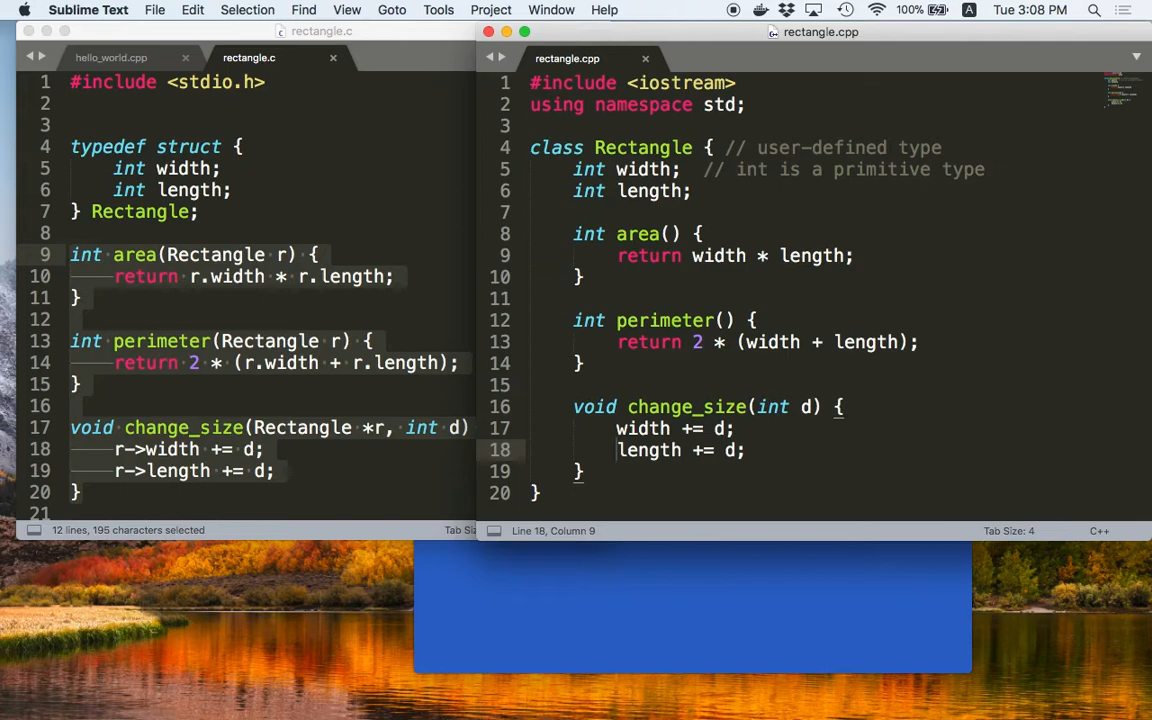 Sublime Text File Edit Selection Find View Goto Tools Project Window Help 100% A Tue 3:08 PM
rectangle.c
hello_world.cpp rectangle.c
1 #include <stdio.h>
2
3
4 typedef struct {
5 int width;
6 int length;
7 } Rectangle;
8
9 int area(Rectangle r) {
10 return r.width * r.length;
11 }
12
13 int perimeter(Rectangle r) {
14 return 2 * (r.width + r.length);
15 }
16
17 void change_size(Rectangle *r, int d)
18 r->width += d;
19 r->length += d;
20 }
21
12 lines, 195 characters selected Tab Siz
rectangle.cpp
rectangle.cpp
1 #include <iostream>
2 using namespace std;
3
4 class Rectangle { // user-defined type
5 int width; // int is a primitive type
6 int length;
7
8 int area() {
9 return width * length;
10 }
11
12 int perimeter() {
13 return 2 * (width + length);
14 }
15
16 void change_size(int d) {
17 width += d;
18 length += d;
19 }
20 }
Line 18, Column 9 Tab Size: 4 C++